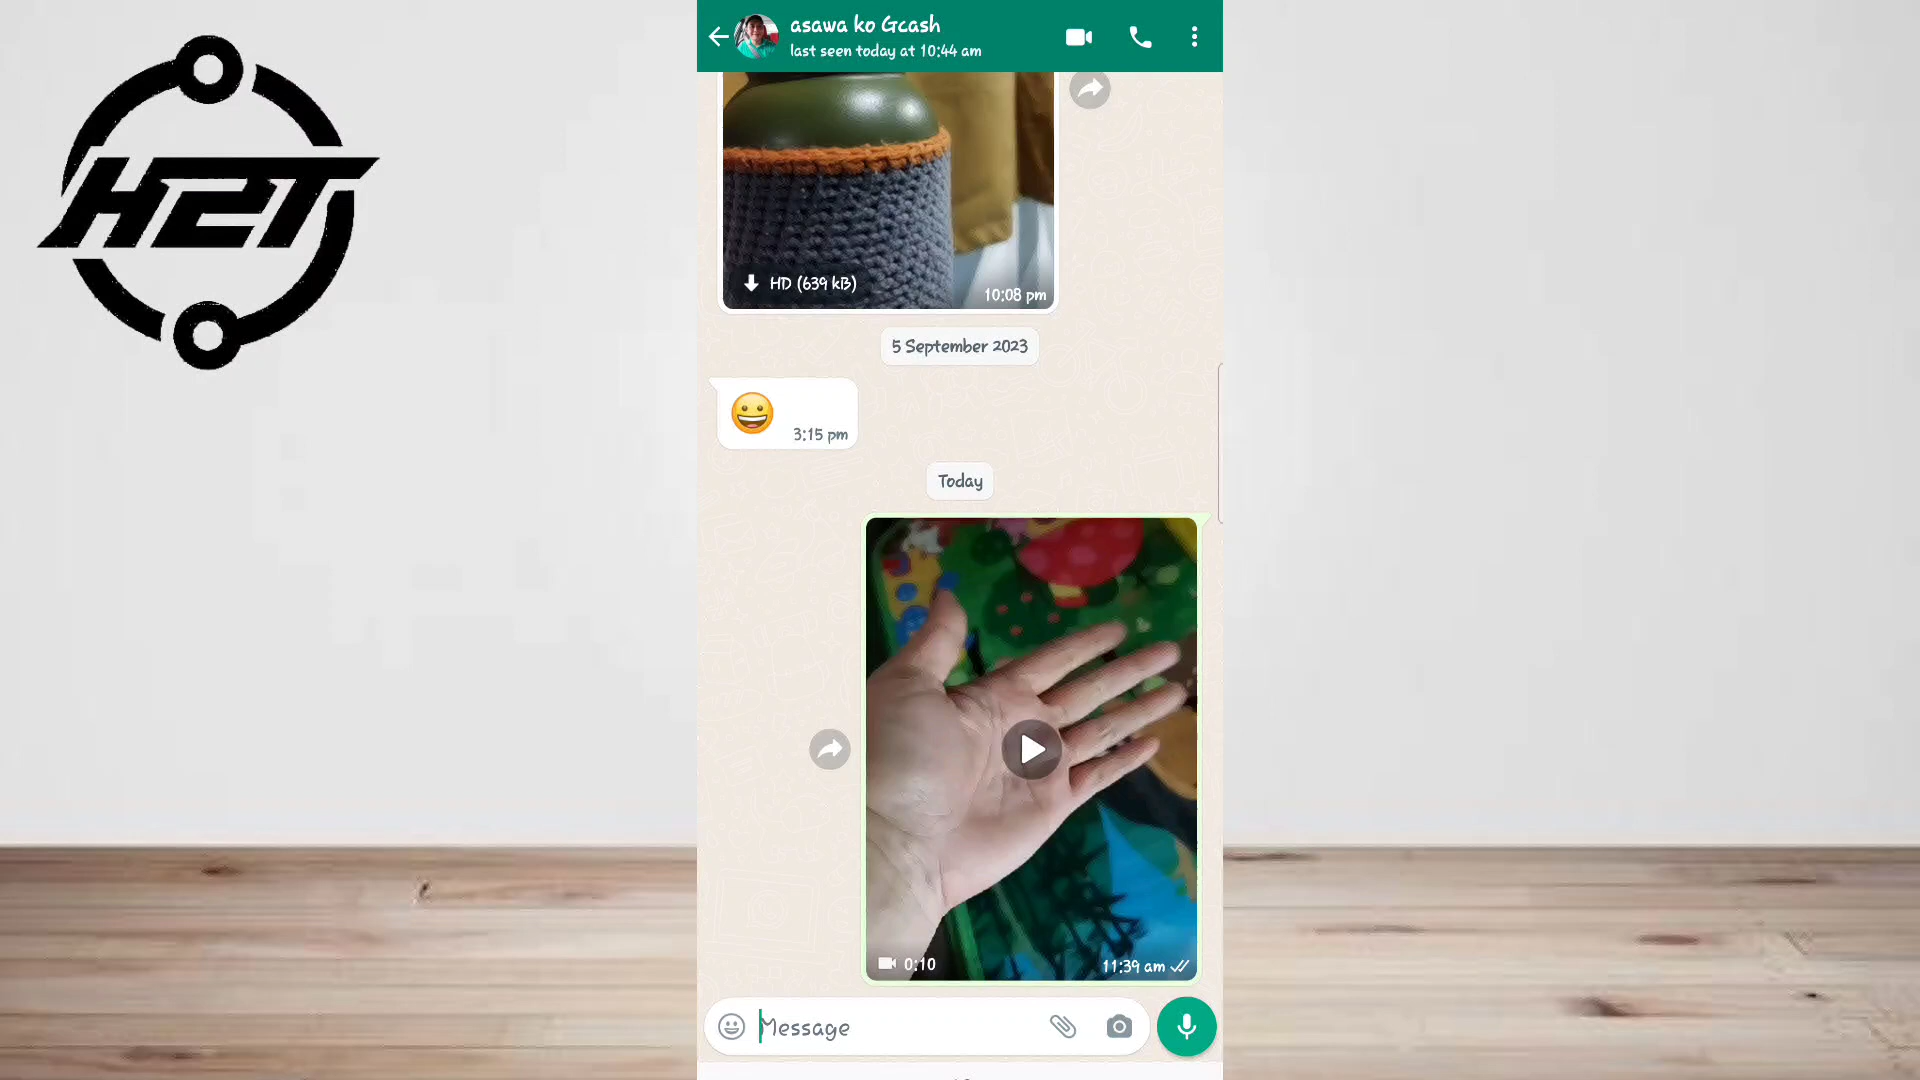 H2T
asawa ko Gcash
last seen today at 10:44 am
HD (639 kB)
10:08 pm
5 September 2023
3:15 pm
Today
0:10
11:39 am
Message